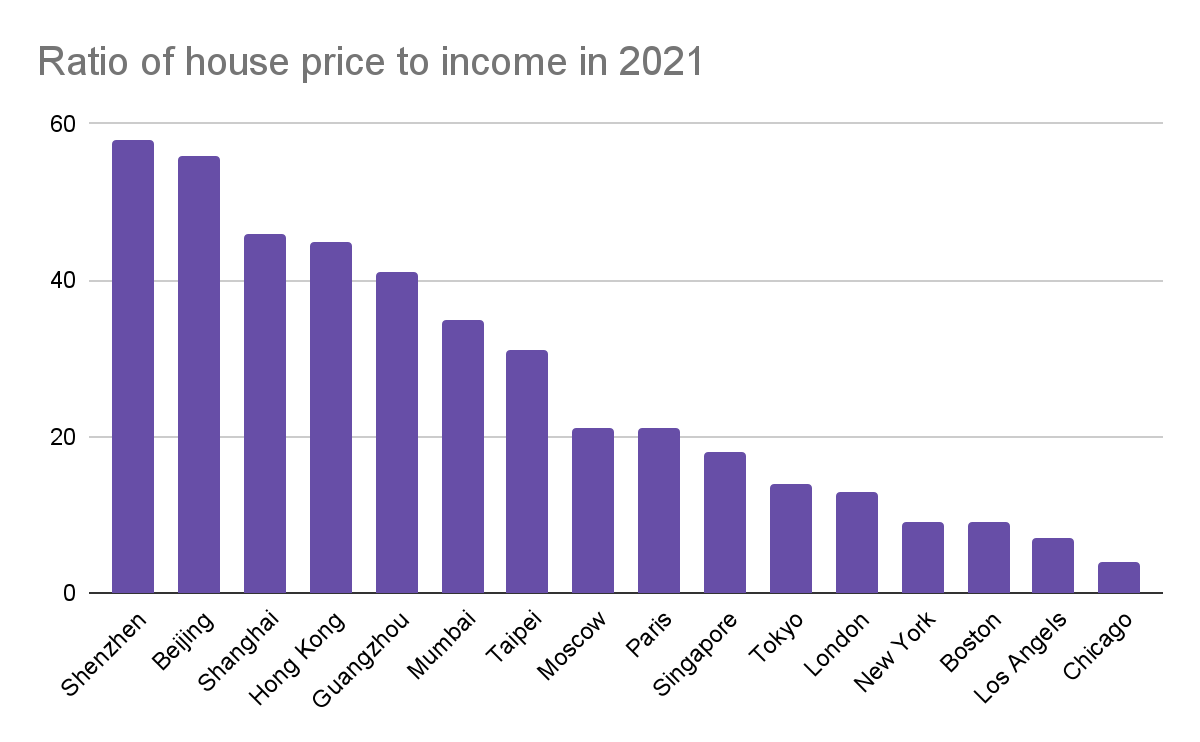 Ratio of house price to income in 2021
60
40
20
0
Shenzhen
Beijing
Shanghai
Hong Kong
Guangzhou
Mumbai
Taipei
Moscow
Paris
Singapore
Tokyo
London
New York
Boston
Los Angels
Chicago